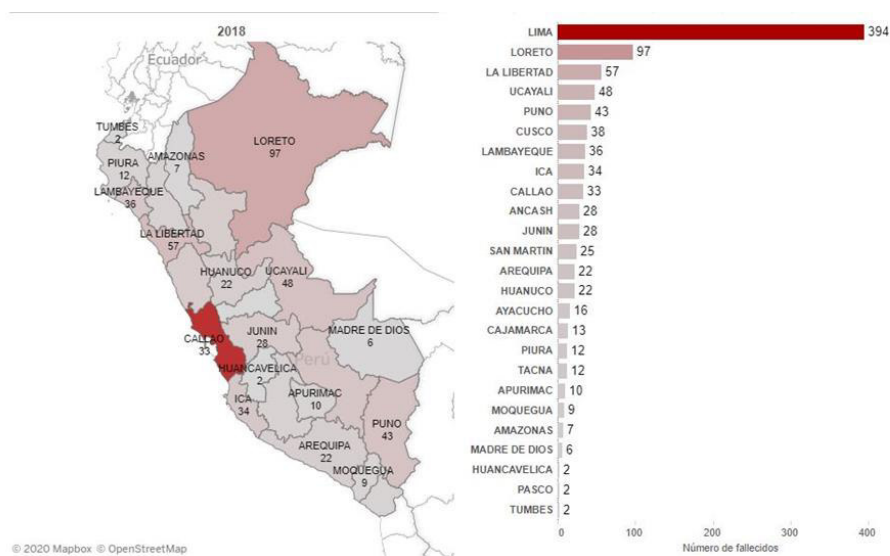 2018
Ecuador
TUMBES
2
AMAZONAS
7
PIURA
12
LAMBAYEQUE
36
LORETO
97
LA LIBERTAD
57
HUANUCO
22
UCAYALI
48
CALLAO
33
JUNIN
28
MADRE DE DIOS
6
Perú
HUANCAVELICA
2
ICA
34
APURIMAC
10
PUNO
43
AREQUIPA
22
MOQUEGUA
9
© 2020 Mapbox © OpenStreetMap
LIMA 394
LORETO 97
LA LIBERTAD 57
UCAYALI 48
PUNO 43
CUSCO 38
LAMBAYEQUE 36
ICA 34
CALLAO 33
ANCASH 28
JUNIN 28
SAN MARTIN 25
AREQUIPA 22
HUANUCO 22
AYACUCHO 16
CAJAMARCA 13
PIURA 12
TACNA 12
APURIMAC 10
MOQUEGUA 9
AMAZONAS 7
MADRE DE DIOS 6
HUANCAVELICA 2
PASCO 2
TUMBES 2
0 100 200 300 400
Número de fallecidos